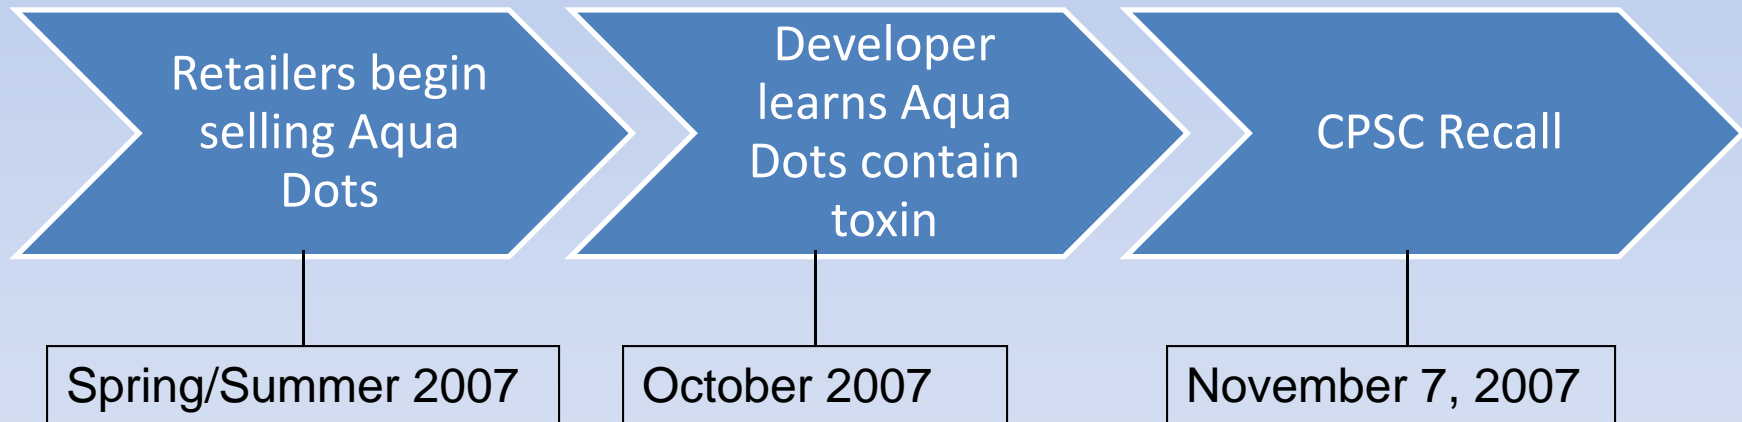 Retailers begin
selling Aqua
Dots
Developer
learns Aqua
Dots contain
toxin
CPSC Recall
Spring/Summer 2007
October 2007
November 7, 2007